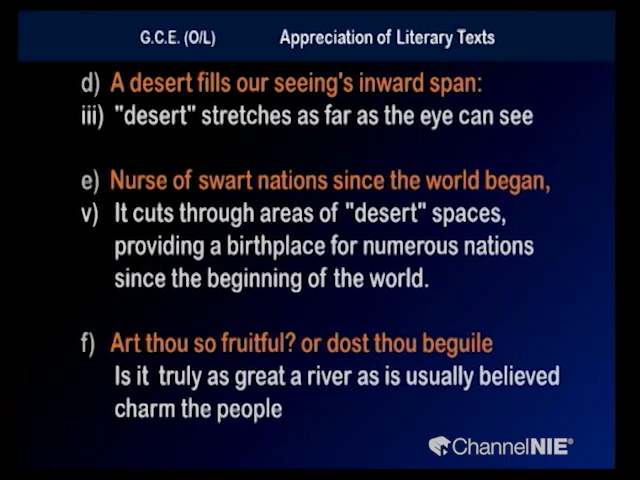 G.C.E. (O/L) Appreciation of Literary Texts
d) A desert fills our seeing's inward span:
iii) "desert" stretches as far as the eye can see
e) Nurse of swart nations since the world began,
v) It cuts through areas of "desert" spaces,
providing a birthplace for numerous nations
since the beginning of the world.
f) Art thou so fruitful? or dost thou beguile
Is it truly as great a river as is usually believed
charm the people
ChannelNIE®